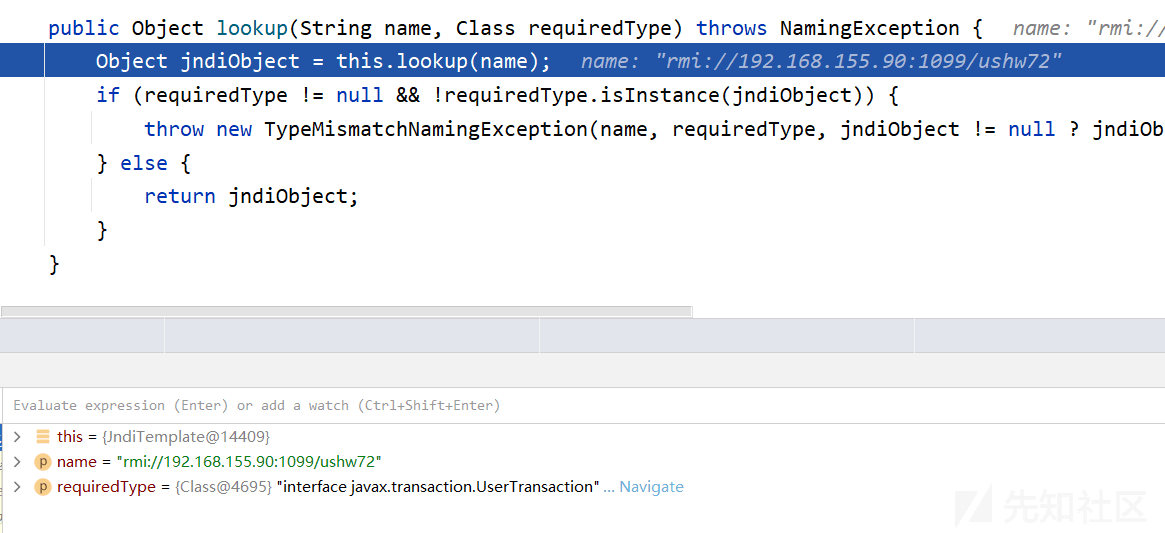 public Object lookup(String name, Class requiredType) throws NamingException { name: "rmi://
Object jndiObject = this.lookup(name); name: "rmi://192.168.155.90:1099/ushw72"
if (requiredType != null && !requiredType.isInstance(jndiObject)) {
throw new TypeMismatchNamingException(name, requiredType, jndiObject != null ? jndiOb
} else {
return jndiObject;
}
}
Evaluate expression (Enter) or add a watch (Ctrl+Shift+Enter)
this = {JndiTemplate@14409}
p name = "rmi://192.168.155.90:1099/ushw72"
p requiredType = {Class@4695} "interface javax.transaction.UserTransaction" ... Navigate
先知社区